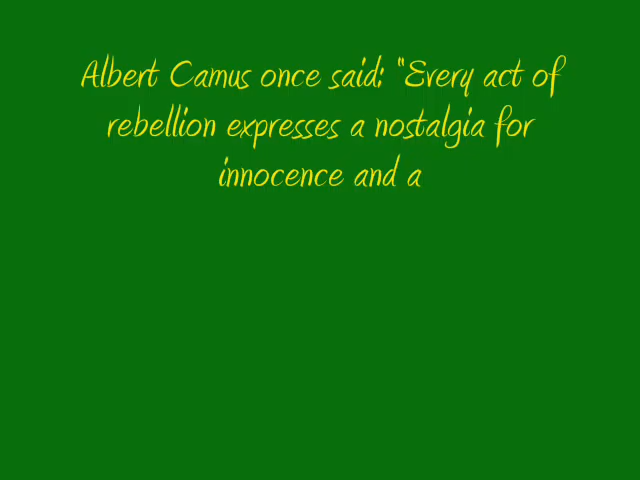 Albert Camus once said: "Every act of
rebellion expresses a nostalgia for
innocence and a